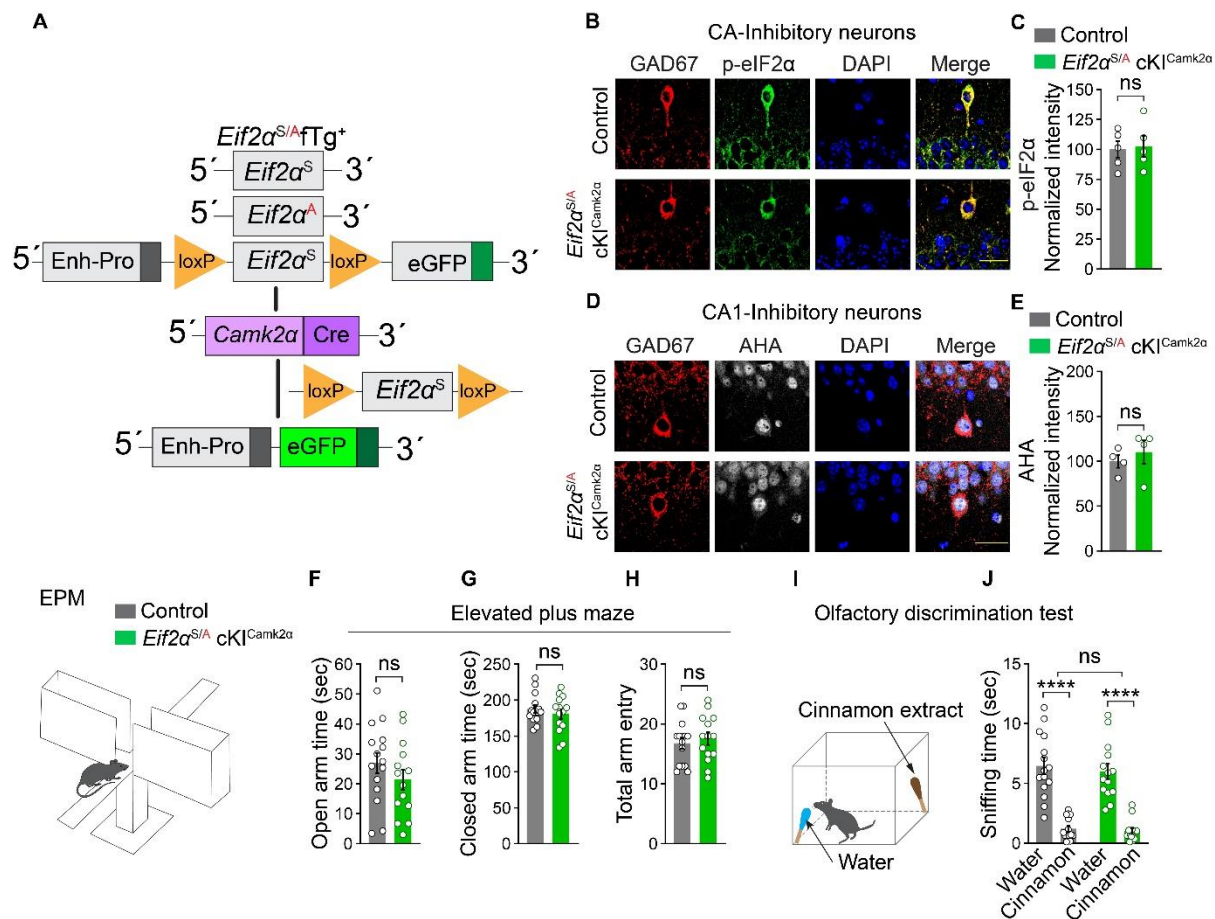 A
Eif2α^S/A fTg⁺
5´ Eif2α^S 3´
5´ Eif2α^A 3´
5´ Enh-Pro loxP Eif2α^S loxP eGFP 3´
5´ Camk2α Cre 3´
loxP Eif2α^S loxP
5´ Enh-Pro eGFP 3´
B
CA-Inhibitory neurons
GAD67 p-eIF2α DAPI Merge
Control
Eif2α^S/A
cKI^Camk2α
C
Control
Eif2α^S/A cKI^Camk2α
ns
p-eIF2α
Normalized intensity
150
125
100
75
50
25
0
D
CA1-Inhibitory neurons
GAD67 AHA DAPI Merge
Control
Eif2α^S/A
cKI^Camk2α
E
Control
Eif2α^S/A cKI^Camk2α
ns
AHA
Normalized intensity
200
150
100
50
0
EPM
Control
Eif2α^S/A cKI^Camk2α
F
G
H
Elevated plus maze
ns
Open arm time (sec)
60
50
40
30
20
10
0
ns
Closed arm time (sec)
250
200
150
100
50
0
ns
Total arm entry
30
20
10
0
I
J
Olfactory discrimination test
Cinnamon extract
Water
ns
**** ****
Sniffing time (sec)
15
10
5
0
Water
Cinnamon
Water
Cinnamon